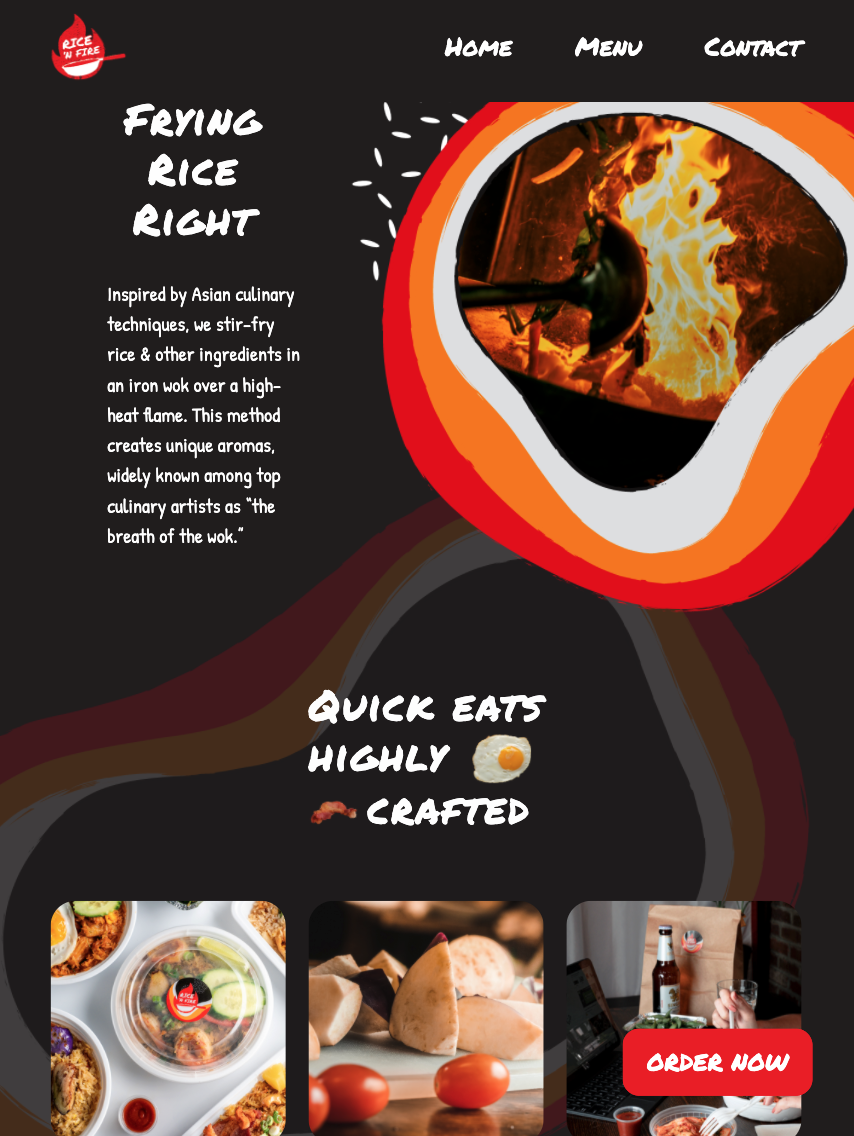 RICE
'N FIRE
Home
Menu
Contact
Frying
Rice
Right
Inspired by Asian culinary
techniques, we stir-fry
rice & other ingredients in
an iron wok over a high-
heat flame. This method
creates unique aromas,
widely known among top
culinary artists as “the
breath of the wok.”
Quick eats
highly
crafted
RICE
'N FIRE
order now